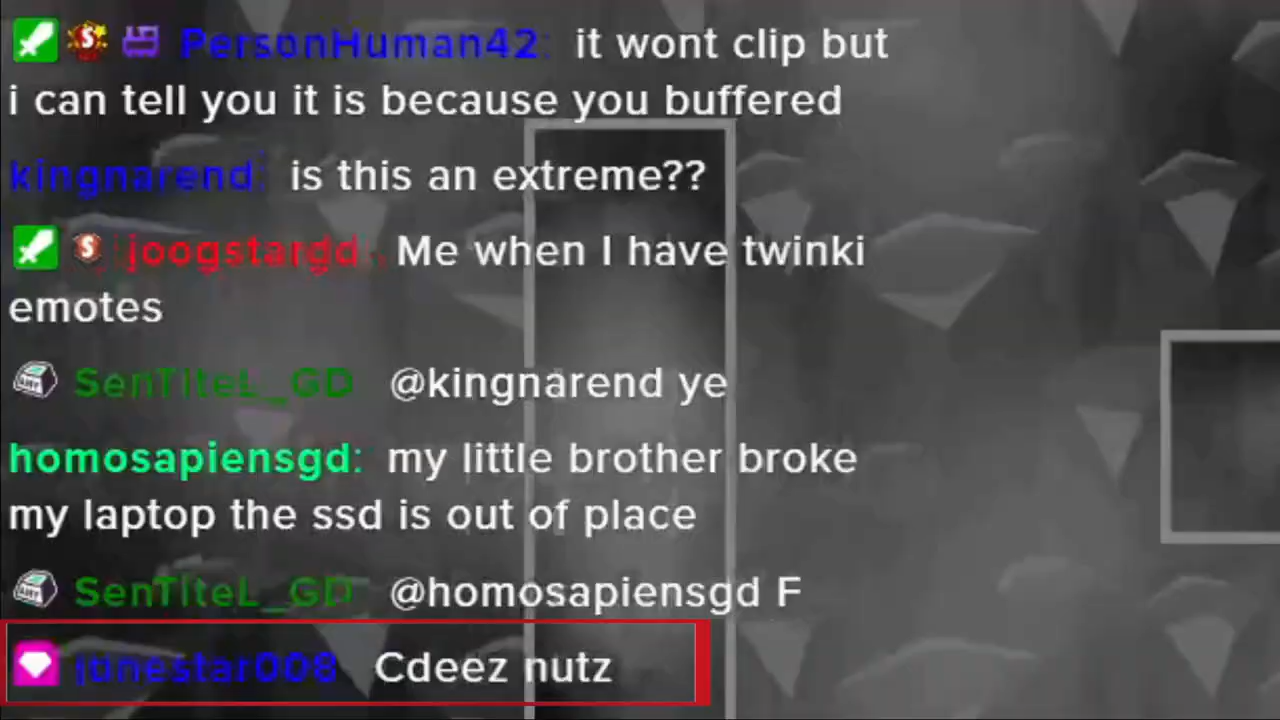 PersonHuman42: it wont clip but
i can tell you it is because you buffered
kingnarend: is this an extreme??
joogstargd: Me when I have twinki
emotes
SenTIteL_GD @kingnarend ye
homosapiensgd: my little brother broke
my laptop the ssd is out of place
SenTIteL_GD @homosapiensgd F
junestar008 Cdeez nutz